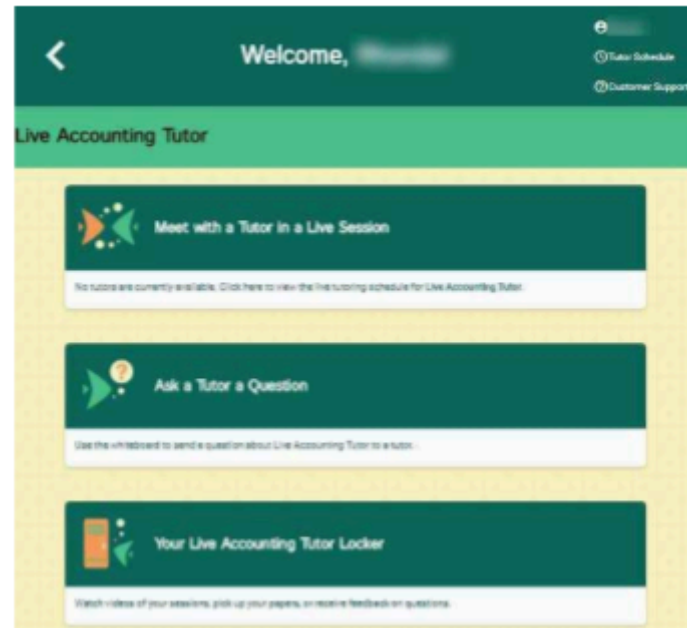 Welcome,
Tutor Schedule
Customer Support
Live Accounting Tutor
Meet with a Tutor in a Live Session
No tutors are currently available. Click here to view the live tutoring schedule for Live Accounting Tutor.
?
Ask a Tutor a Question
Use the whiteboard to send a question about Live Accounting Tutor to a tutor.
Your Live Accounting Tutor Locker
Watch videos of your sessions, pick up your papers, or receive feedback on questions.